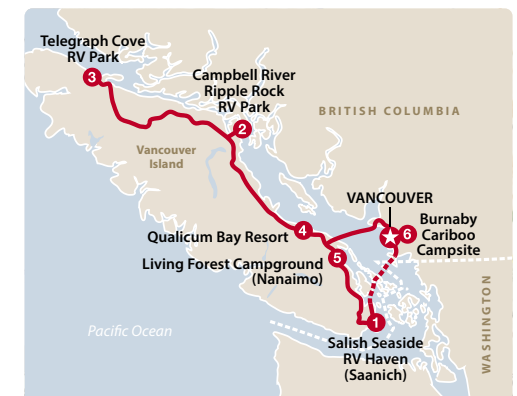 Telegraph Cove
RV Park
3
Campbell River
Ripple Rock
RV Park
2
BRITISH COLUMBIA
Vancouver
Island
VANCOUVER
6
Burnaby
Cariboo
Campsite
Qualicum Bay Resort
4
Living Forest Campground
(Nanaimo)
5
WASHINGTON
Pacific Ocean
1
Salish Seaside
RV Haven
(Saanich)